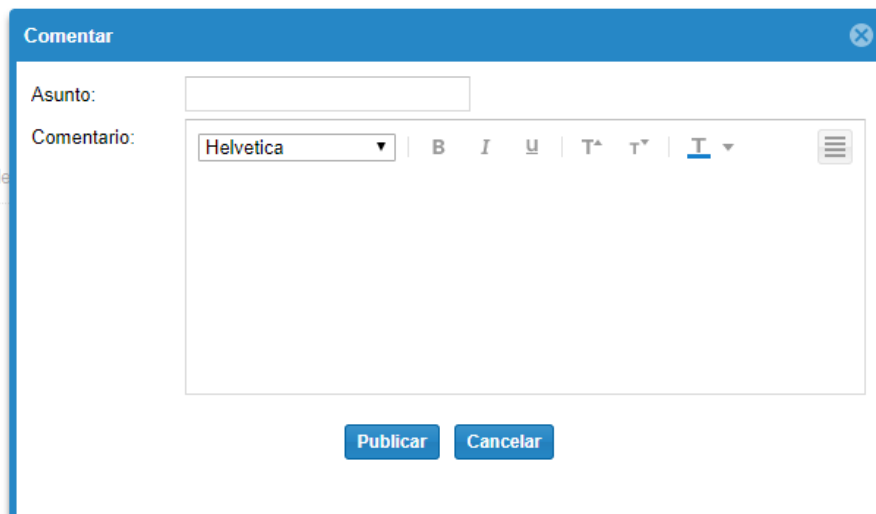 Comentar
Asunto:
Comentario:
Helvetica
B I U T T T
Publicar Cancelar